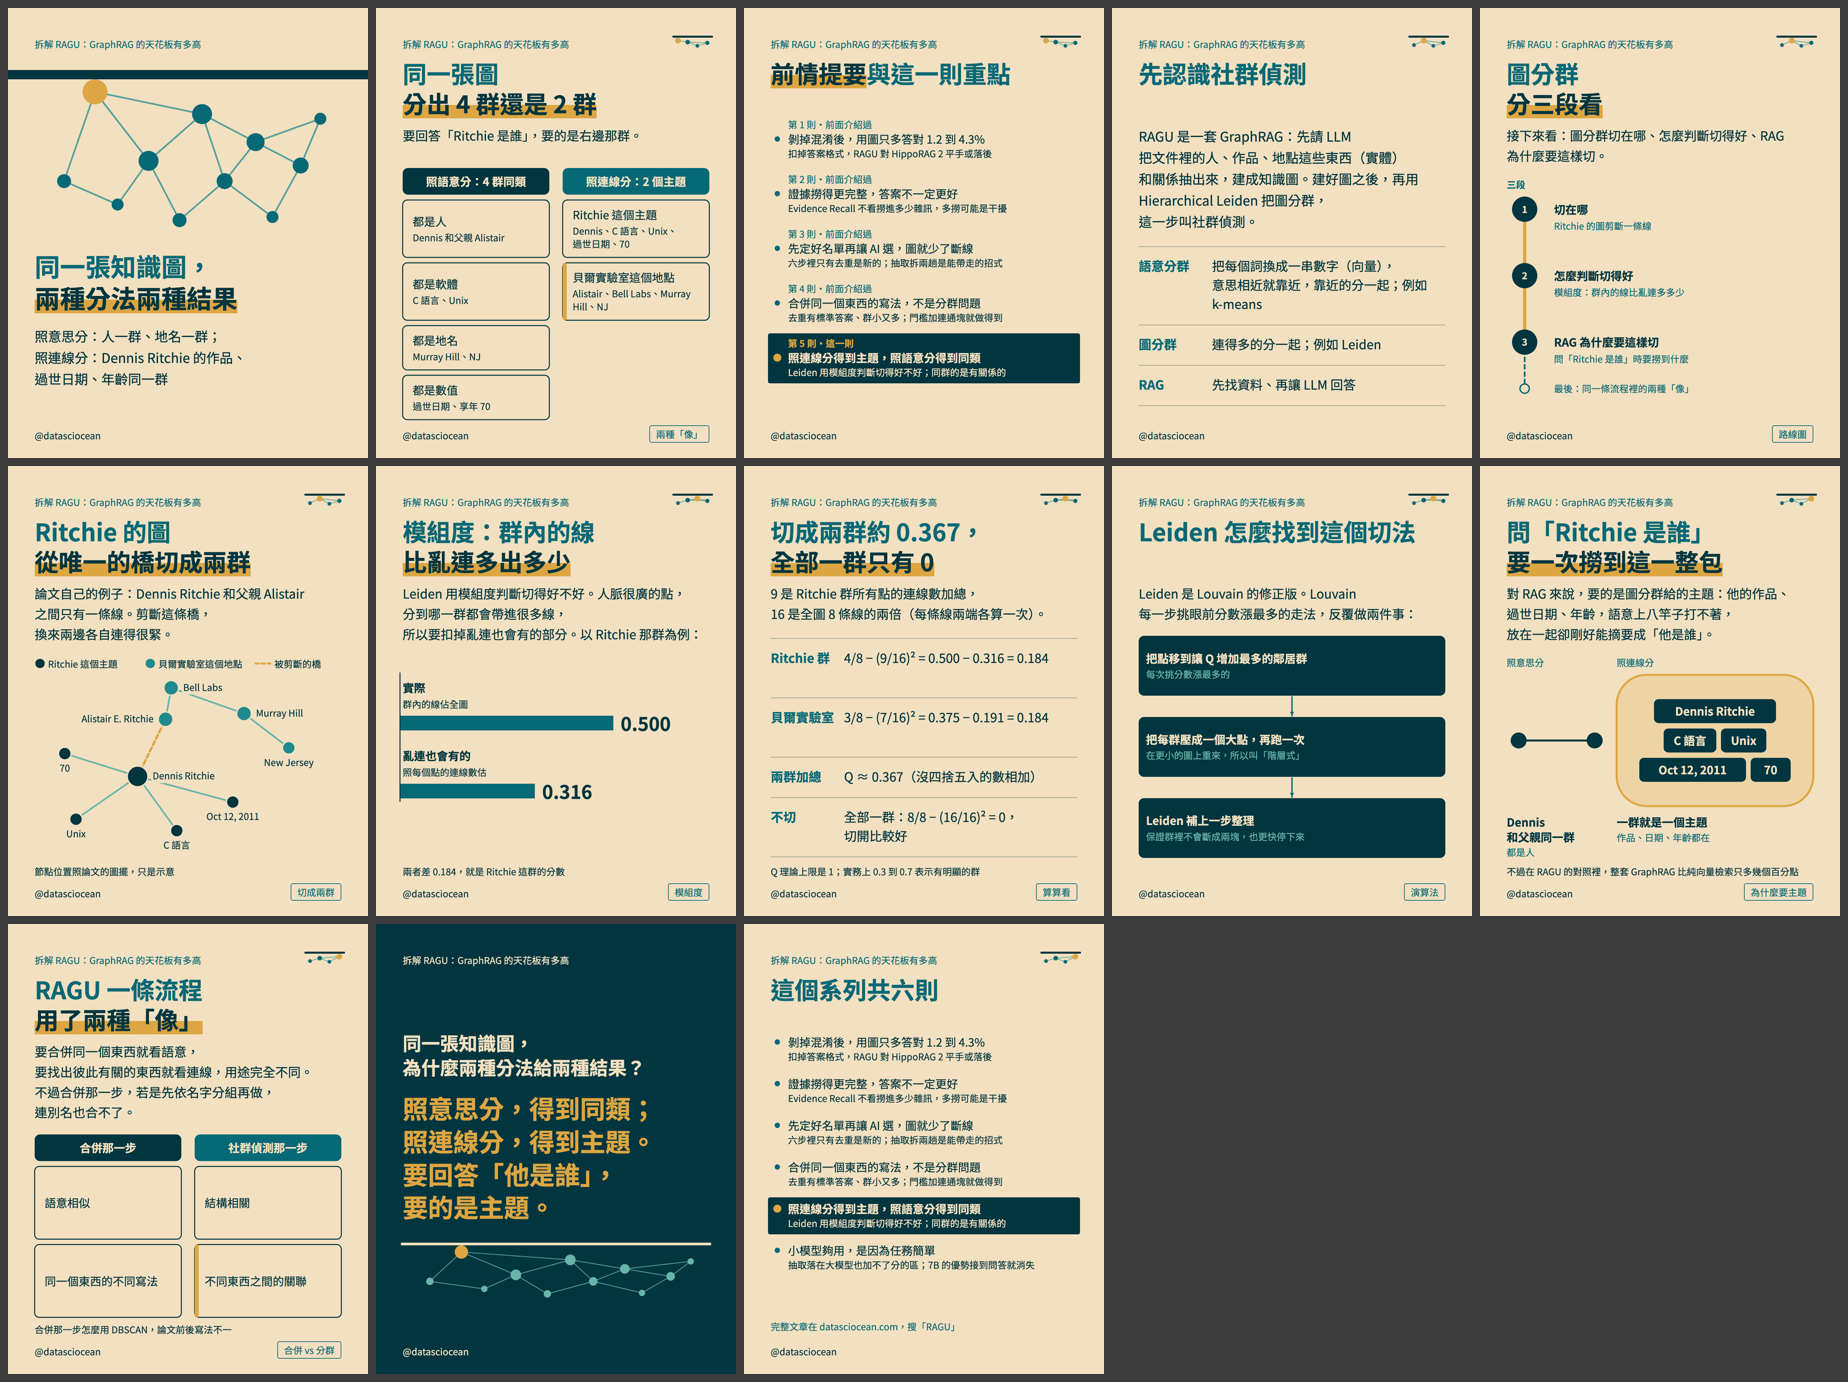 拆解 RAGU：GraphRAG 的天花板有多高
同一張知識圖，
兩種分法兩種結果
照意思分：人一群、地名一群；
照連線分：Dennis Ritchie 的作品、
過世日期、年齡同一群
@datasciocean
拆解 RAGU：GraphRAG 的天花板有多高
同一張圖
分出 4 群還是 2 群
要回答「Ritchie 是誰」，要的是右邊那群。
照語意分：4 群同類
照連線分：2 個主題
都是人
Dennis 和父親 Alistair
都是軟體
C 語言、Unix
都是地名
Murray Hill、NJ
都是數值
過世日期、享年 70
Ritchie 這個主題
Dennis、C 語言、Unix、
過世日期、70
貝爾實驗室這個地點
Alistair、Bell Labs、Murray
Hill、NJ
@datasciocean
兩種「像」
拆解 RAGU：GraphRAG 的天花板有多高
前情提要與這一則重點
第 1 則・前面介紹過
剝掉混淆後，用圖只多答對 1.2 到 4.3%
扣掉答案格式，RAGU 對 HippoRAG 2 平手或落後
第 2 則・前面介紹過
證據撈得更完整，答案不一定更好
Evidence Recall 不看撈進多少雜訊，多撈可能是干擾
第 3 則・前面介紹過
先定好名單再讓 AI 選，圖就少了斷線
六步裡只有去重是新的；抽取拆兩趟是能帶走的招式
第 4 則・前面介紹過
合併同一個東西的寫法，不是分群問題
去重有標準答案、群小又多；門檻加連通塊就做得到
第 5 則・這一則
照連線分得到主題，照語意分得到同類
Leiden 用模組度判斷切得好不好；同群的是有關係的
@datasciocean
拆解 RAGU：GraphRAG 的天花板有多高
先認識社群偵測
RAGU 是一套 GraphRAG：先請 LLM
把文件裡的人、作品、地點這些東西（實體）
和關係抽出來，建成知識圖。建好圖之後，再用
Hierarchical Leiden 把圖分群，
這一步叫社群偵測。
語意分群
把每個詞換成一串數字（向量），
意思相近就靠近，靠近的分一起；例如
k-means
圖分群
連得多的分一起；例如 Leiden
RAG
先找資料、再讓 LLM 回答
@datasciocean
拆解 RAGU：GraphRAG 的天花板有多高
圖分群
分三段看
接下來看：圖分群切在哪、怎麼判斷切得好、RAG
為什麼要這樣切。
三段
1
切在哪
Ritchie 的圖剪斷一條線
2
怎麼判斷切得好
模組度：群內的線比亂連多多少
3
RAG 為什麼要這樣切
問「Ritchie 是誰」時要撈到什麼
最後：同一條流程裡的兩種「像」
@datasciocean
路線圖
拆解 RAGU：GraphRAG 的天花板有多高
Ritchie 的圖
從唯一的橋切成兩群
論文自己的例子：Dennis Ritchie 和父親 Alistair
之間只有一條線。剪斷這條橋，
換來兩邊各自連得很緊。
Ritchie 這個主題
貝爾實驗室這個地點
被剪斷的橋
Bell Labs
Alistair E. Ritchie
Murray Hill
New Jersey
70
Dennis Ritchie
Oct 12, 2011
Unix
C 語言
節點位置照論文的圖擺，只是示意
@datasciocean
切成兩群
拆解 RAGU：GraphRAG 的天花板有多高
模組度：群內的線
比亂連多出多少
Leiden 用模組度判斷切得好不好。人脈很廣的點，
分到哪一群都會帶進很多線，
所以要扣掉亂連也會有的部分。以 Ritchie 那群為例：
實際
群內的線佔全圖
0.500
亂連也會有的
照每個點的連線數估
0.316
兩者差 0.184，就是 Ritchie 這群的分數
@datasciocean
模組度
拆解 RAGU：GraphRAG 的天花板有多高
切成兩群約 0.367，
全部一群只有 0
9 是 Ritchie 群所有點的連線數加總，
16 是全圖 8 條線的兩倍（每條線兩端各算一次）。
Ritchie 群
4/8 − (9/16)² = 0.500 − 0.316 = 0.184
貝爾實驗室
3/8 − (7/16)² = 0.375 − 0.191 = 0.184
兩群加總
Q ≈ 0.367（沒四捨五入的數相加）
不切
全部一群：8/8 − (16/16)² = 0，
切開比較好
Q 理論上限是 1；實務上 0.3 到 0.7 表示有明顯的群
@datasciocean
算算看
拆解 RAGU：GraphRAG 的天花板有多高
Leiden 怎麼找到這個切法
Leiden 是 Louvain 的修正版。Louvain
每一步挑眼前分數漲最多的走法，反覆做兩件事：
把點移到讓 Q 增加最多的鄰居群
每次挑分數漲最多的
把每群壓成一個大點，再跑一次
在更小的圖上重來，所以叫「階層式」
Leiden 補上一步整理
保證群裡不會斷成兩塊，也更快停下來
@datasciocean
演算法
拆解 RAGU：GraphRAG 的天花板有多高
問「Ritchie 是誰」
要一次撈到這一整包
對 RAG 來說，要的是圖分群給的主題：他的作品、
過世日期、年齡，語意上八竿子打不著，
放在一起卻剛好能摘要成「他是誰」。
照意思分
照連線分
Dennis Ritchie
C 語言
Unix
Oct 12, 2011
70
Dennis
和父親同一群
都是人
一群就是一個主題
作品、日期、年齡都在
不過在 RAGU 的對照裡，整套 GraphRAG 比純向量檢索只多幾個百分點
@datasciocean
為什麼要主題
拆解 RAGU：GraphRAG 的天花板有多高
RAGU 一條流程
用了兩種「像」
要合併同一個東西就看語意，
要找出彼此有關的東西就看連線，用途完全不同。
不過合併那一步，若是先依名字分組再做，
連別名也合不了。
合併那一步
社群偵測那一步
語意相似
結構相關
同一個東西的不同寫法
不同東西之間的關聯
合併那一步怎麼用 DBSCAN，論文前後寫法不一
@datasciocean
合併 vs 分群
拆解 RAGU：GraphRAG 的天花板有多高
同一張知識圖，
為什麼兩種分法給兩種結果？
照意思分，得到同類；
照連線分，得到主題。
要回答「他是誰」，
要的是主題。
@datasciocean
拆解 RAGU：GraphRAG 的天花板有多高
這個系列共六則
剝掉混淆後，用圖只多答對 1.2 到 4.3%
扣掉答案格式，RAGU 對 HippoRAG 2 平手或落後
證據撈得更完整，答案不一定更好
Evidence Recall 不看撈進多少雜訊，多撈可能是干擾
先定好名單再讓 AI 選，圖就少了斷線
六步裡只有去重是新的；抽取拆兩趟是能帶走的招式
合併同一個東西的寫法，不是分群問題
去重有標準答案、群小又多；門檻加連通塊就做得到
照連線分得到主題，照語意分得到同類
Leiden 用模組度判斷切得好不好；同群的是有關係的
小模型夠用，是因為任務簡單
抽取落在大模型也加不了分的區；7B 的優勢接到問答就消失
完整文章在 datasciocean.com，搜「RAGU」
@datasciocean